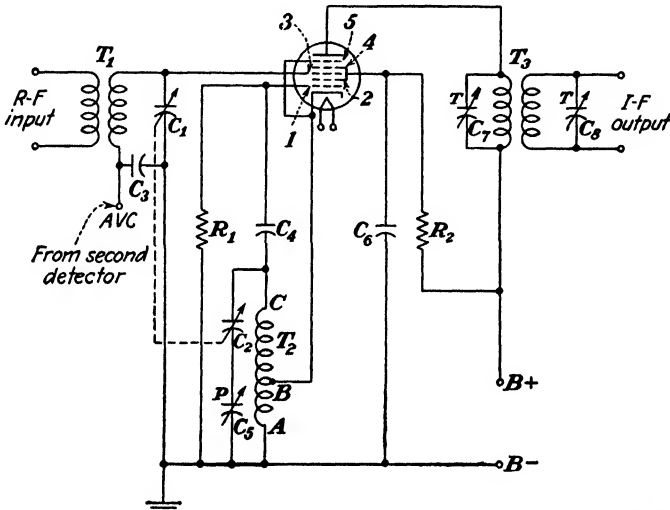 3 5
4
2
1
T1
R-F
input
C1
C3
AVC
From second
detector
R1
C4
C
C2
T2
B
P
C5
A
C6
R2
T3
T
C7
T
C8
I-F
output
B+
B-